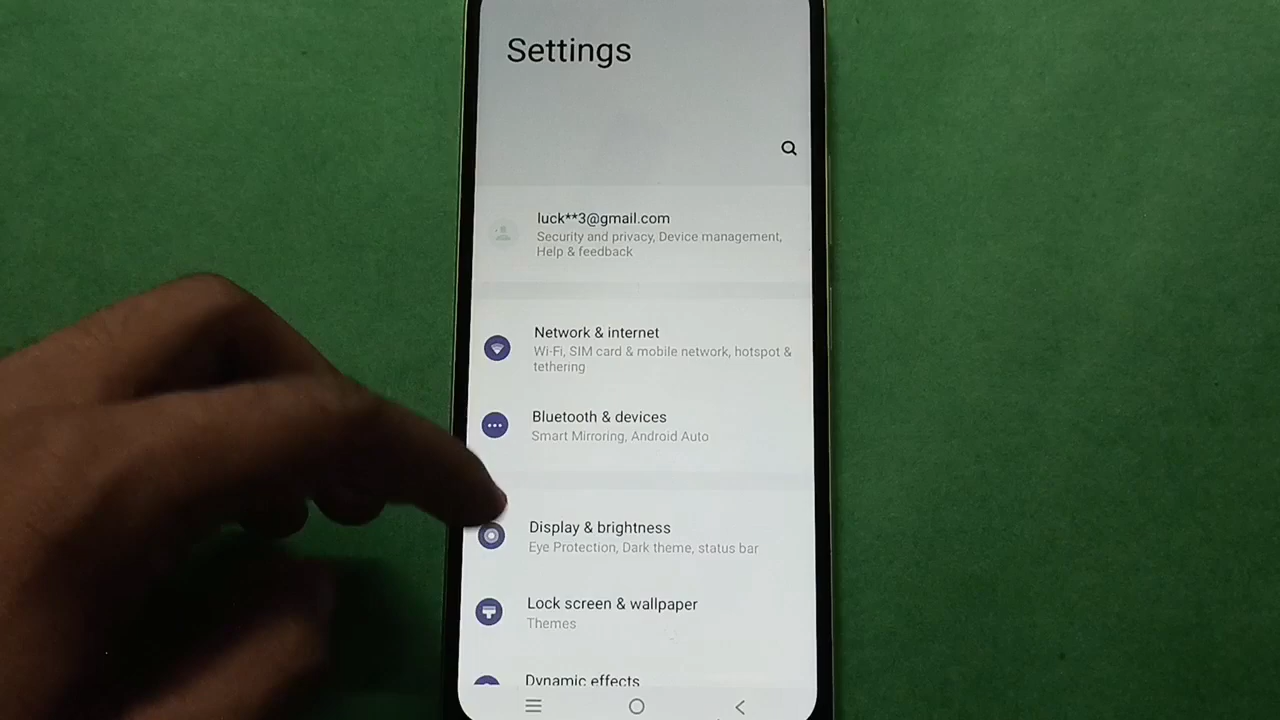 Settings
luck**3@gmail.com
Security and privacy, Device management,
Help & feedback
Network & internet
Wi-Fi, SIM card & mobile network, hotspot &
tethering
Bluetooth & devices
Smart Mirroring, Android Auto
Display & brightness
Eye Protection, Dark theme, status bar
Lock screen & wallpaper
Themes
Dynamic effects